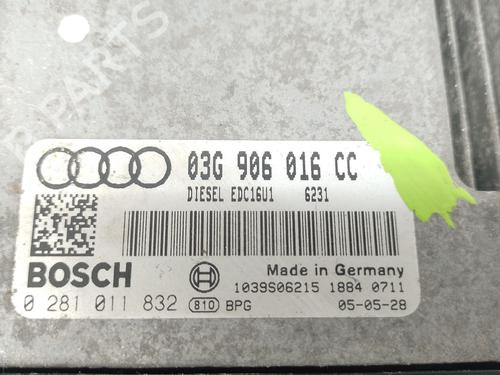 PARTS
03G 906 016 CC
DIESEL EDC16U1 6231
BOSCH
Made in Germany
1039S06215 1884 0711
0 281 011 832 810 BPG 05-05-28